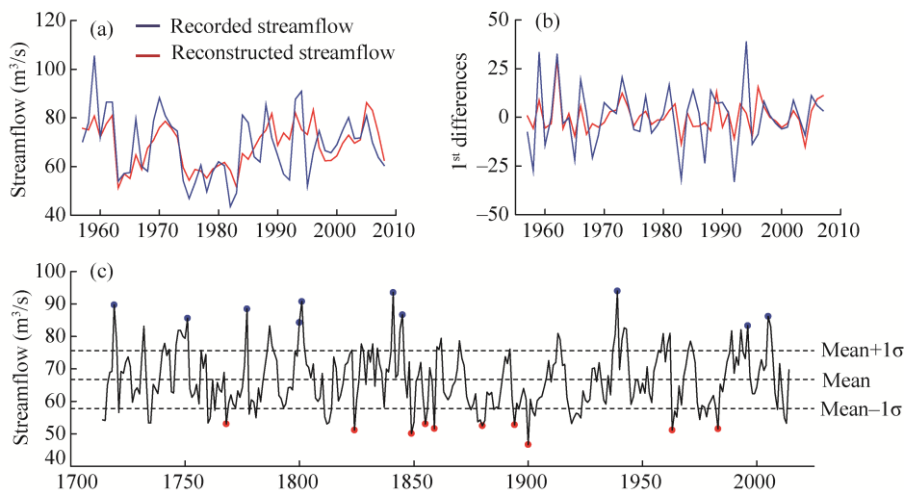 (a)
Recorded streamflow
Reconstructed streamflow
Streamflow (m³/s)
120
100
80
60
40
1960 1970 1980 1990 2000 2010
(b)
1st differences
50
25
0
−25
−50
1960 1970 1980 1990 2000 2010
(c)
Streamflow (m³/s)
100
90
80
70
60
50
40
1700 1750 1800 1850 1900 1950 2000
Mean+1σ
Mean
Mean−1σ